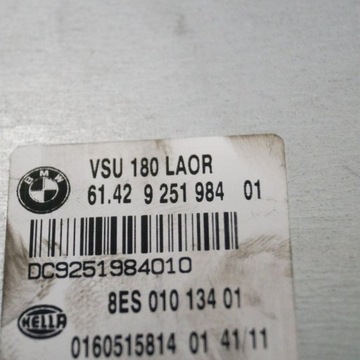 BMW
VSU 180 LAOR
61.42 9 251 984 01
DC9251984010
8ES 010 134 01
HELLA
0160515814 01 41/11